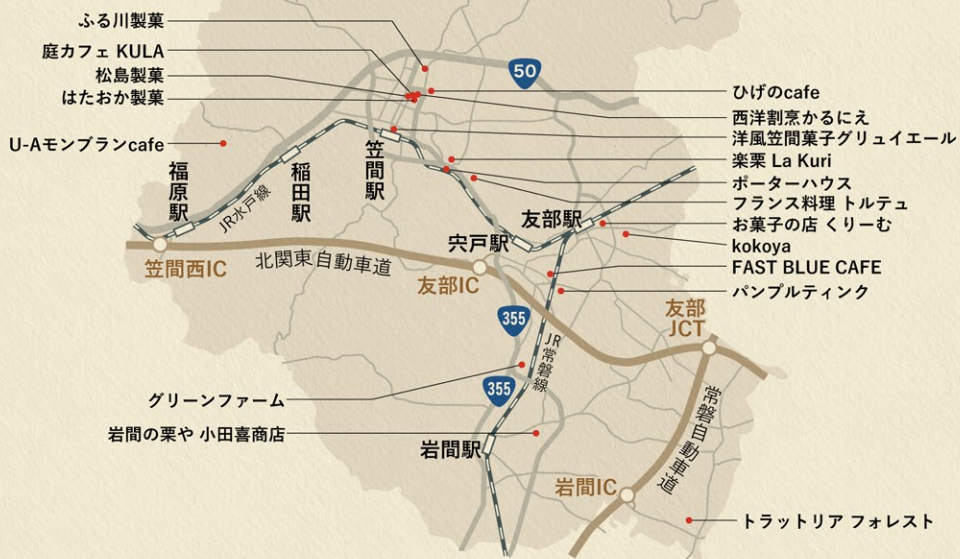 ふる川製菓
庭カフェ KULA
松島製菓
はたおか製菓
U-Aモンブランcafe
50
ひげのcafe
西洋割烹かるにえ
洋風笠間菓子グリュイエール
楽栗 La Kuri
ポーターハウス
フランス料理 トルテュ
お菓子の店 くりーむ
kokoya
FAST BLUE CAFE
パンプルティンク
福原駅
稲田駅
笠間駅
宍戸駅
友部駅
JR水戸線
笠間西IC
北関東自動車道
友部IC
友部
JCT
355
JR常磐線
355
グリーンファーム
岩間の栗や 小田喜商店
岩間駅
岩間IC
常磐自動車道
トラットリア フォレスト